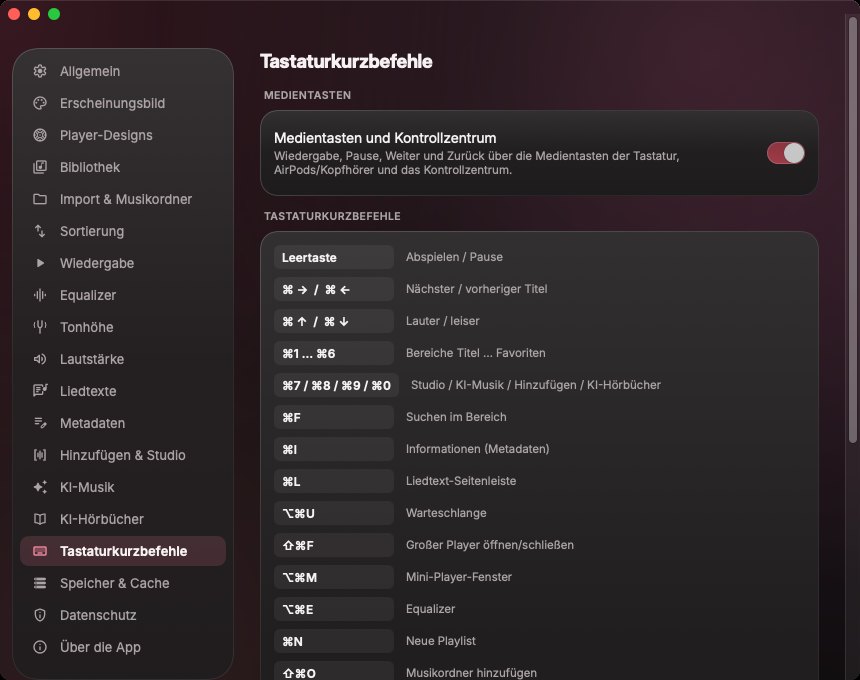 Tastaturkurzbefehle
Allgemein
Erscheinungsbild
Player-Designs
Bibliothek
Import & Musikordner
Sortierung
Wiedergabe
Equalizer
Tonhöhe
Lautstärke
Liedtexte
Metadaten
Hinzufügen & Studio
KI-Musik
KI-Hörbücher
Tastaturkurzbefehle
Speicher & Cache
Datenschutz
Über die App
MEDIENTASTEN
Medientasten und Kontrollzentrum
Wiedergabe, Pause, Weiter und Zurück über die Medientasten der Tastatur,
AirPods/Kopfhörer und das Kontrollzentrum.
TASTATURKURZBEFEHLE
Leertaste Abspielen / Pause
⌘ → / ⌘ ← Nächster / vorheriger Titel
⌘ ↑ / ⌘ ↓ Lauter / leiser
⌘1 ... ⌘6 Bereiche Titel ... Favoriten
⌘7 / ⌘8 / ⌘9 / ⌘0 Studio / KI-Musik / Hinzufügen / KI-Hörbücher
⌘F Suchen im Bereich
⌘I Informationen (Metadaten)
⌘L Liedtext-Seitenleiste
⌥⌘U Warteschlange
⇧⌘F Großer Player öffnen/schließen
⌥⌘M Mini-Player-Fenster
⌥⌘E Equalizer
⌘N Neue Playlist
⇧⌘O Musikordner hinzufügen